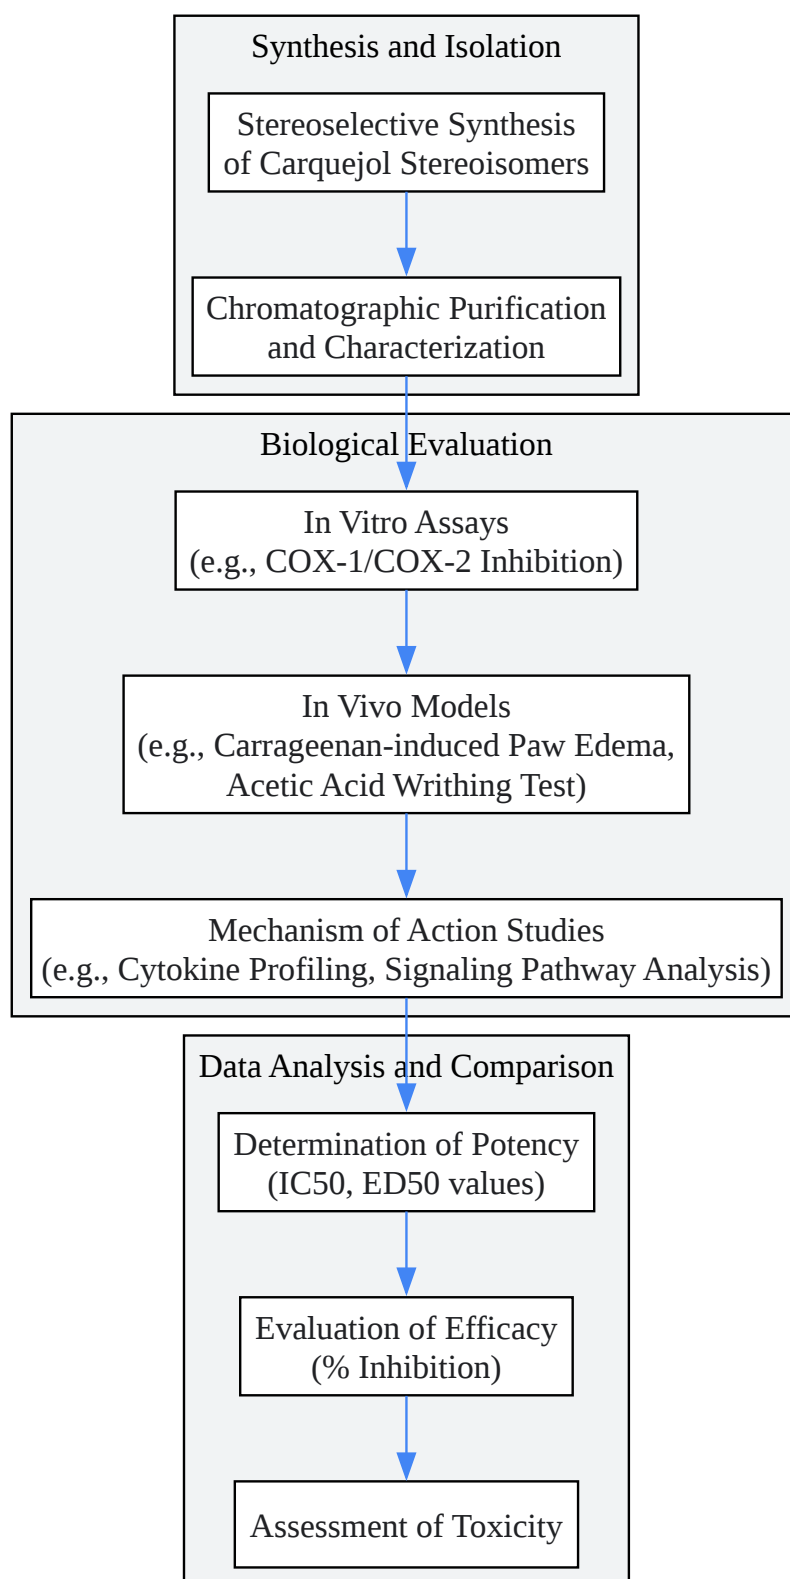 Synthesis and Isolation
Stereoselective Synthesis
of Carquejol Stereoisomers
Chromatographic Purification
and Characterization
Biological Evaluation
In Vitro Assays
(e.g., COX-1/COX-2 Inhibition)
In Vivo Models
(e.g., Carrageenan-induced Paw Edema,
Acetic Acid Writhing Test)
Mechanism of Action Studies
(e.g., Cytokine Profiling, Signaling Pathway Analysis)
Data Analysis and Comparison
Determination of Potency
(IC50, ED50 values)
Evaluation of Efficacy
(% Inhibition)
Assessment of Toxicity